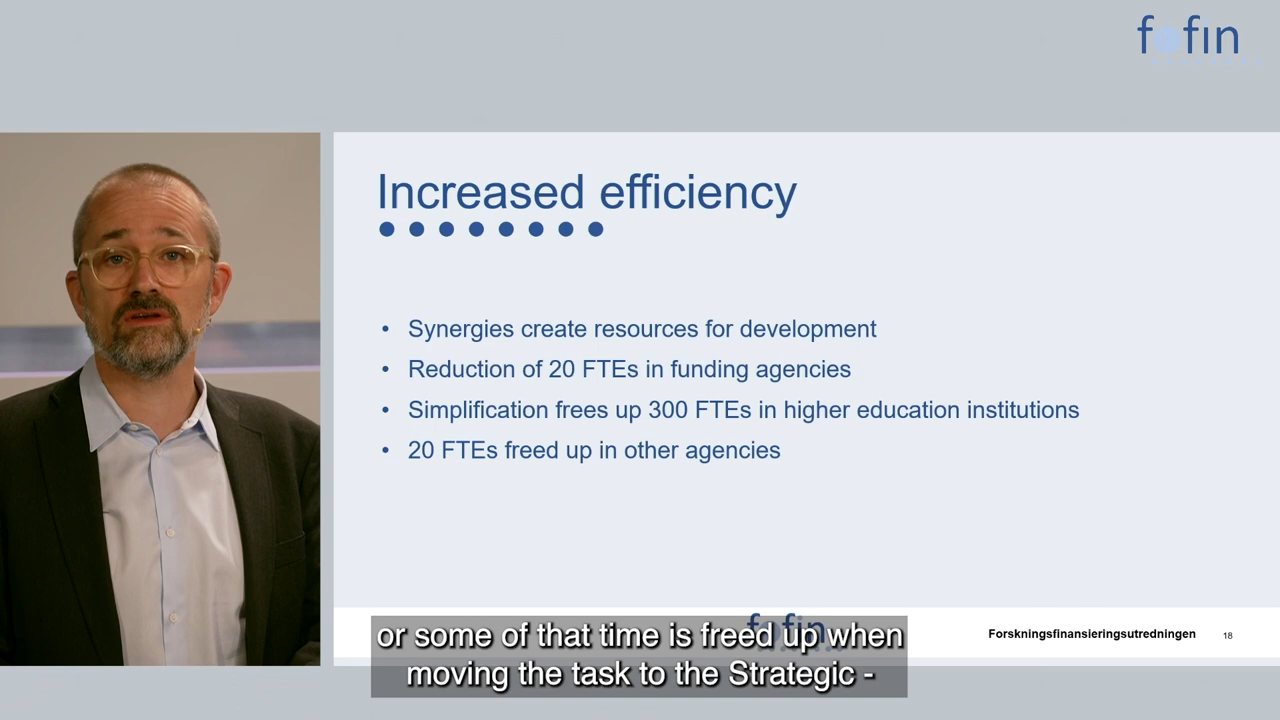 fofin
Increased efficiency
• Synergies create resources for development
• Reduction of 20 FTEs in funding agencies
• Simplification frees up 300 FTEs in higher education institutions
• 20 FTEs freed up in other agencies
fofin
Forskningsfinansieringsutredningen
18
or some of that time is freed up when
moving the task to the Strategic -